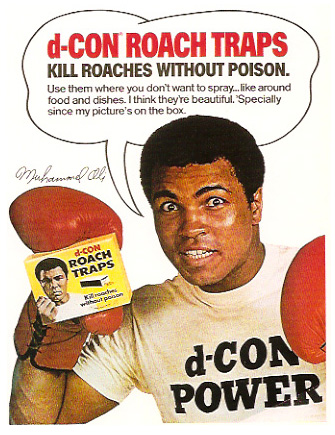 d-CON® ROACH TRAPS
KILL ROACHES WITHOUT POISON.
Use them where you don't want to spray...like around
food and dishes. I think they're beautiful. 'Specially
since my picture's on the box.
Muhammad Ali
d-CON
ROACH
TRAPS
Kill roaches
without poison
d-CON
POWER